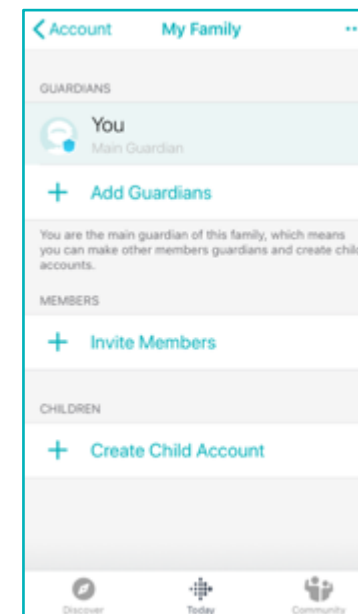 Account
My Family
GUARDIANS
You
Main Guardian
Add Guardians
You are the main guardian of this family, which means
you can make other members guardians and create child
accounts.
MEMBERS
Invite Members
CHILDREN
Create Child Account
Discover
Today
Community